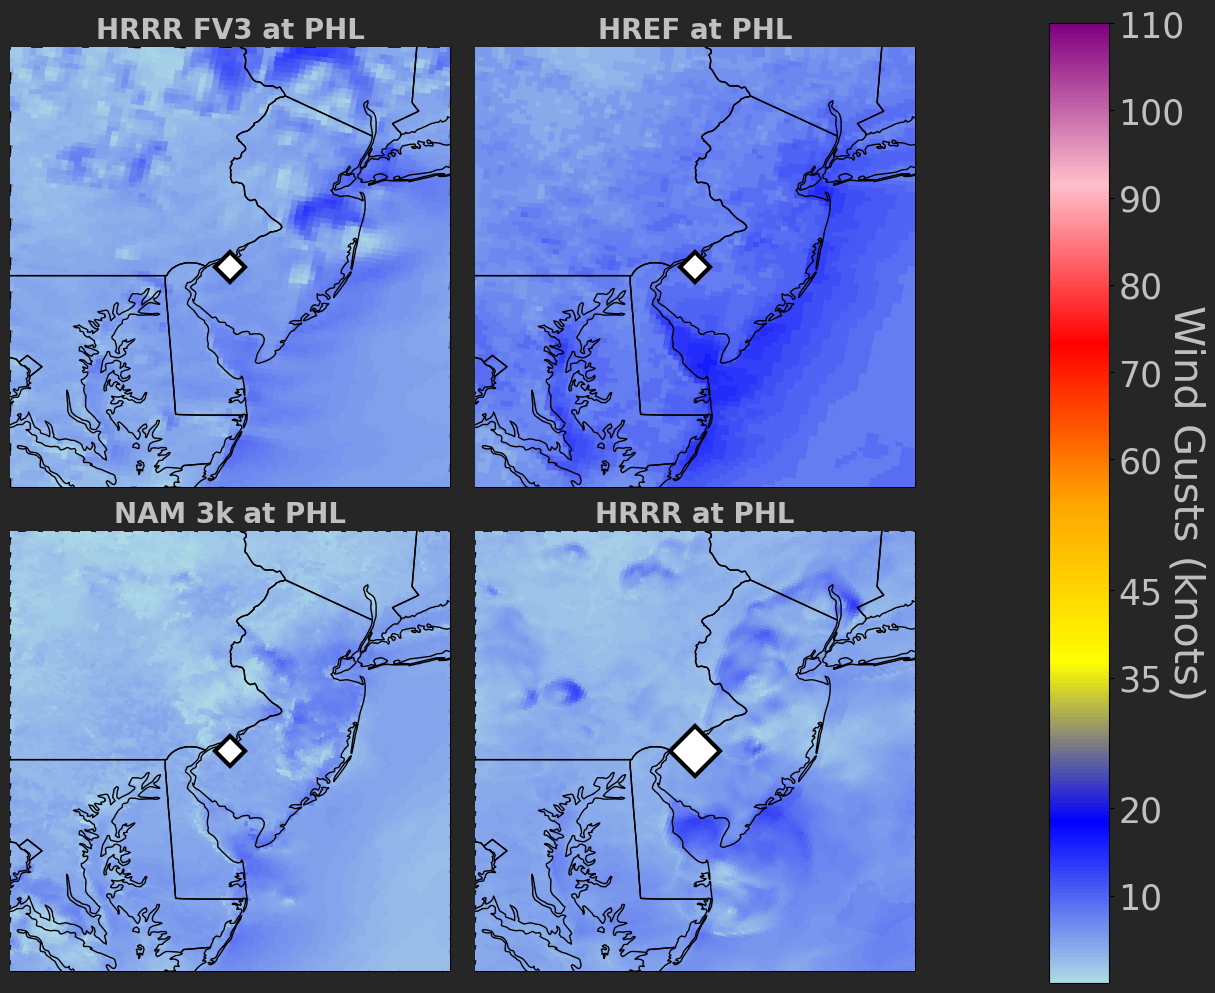 HRRR FV3 at PHL
HREF at PHL
NAM 3k at PHL
HRRR at PHL
110
100
90
80
70
60
45
35
20
10
Wind Gusts (knots)